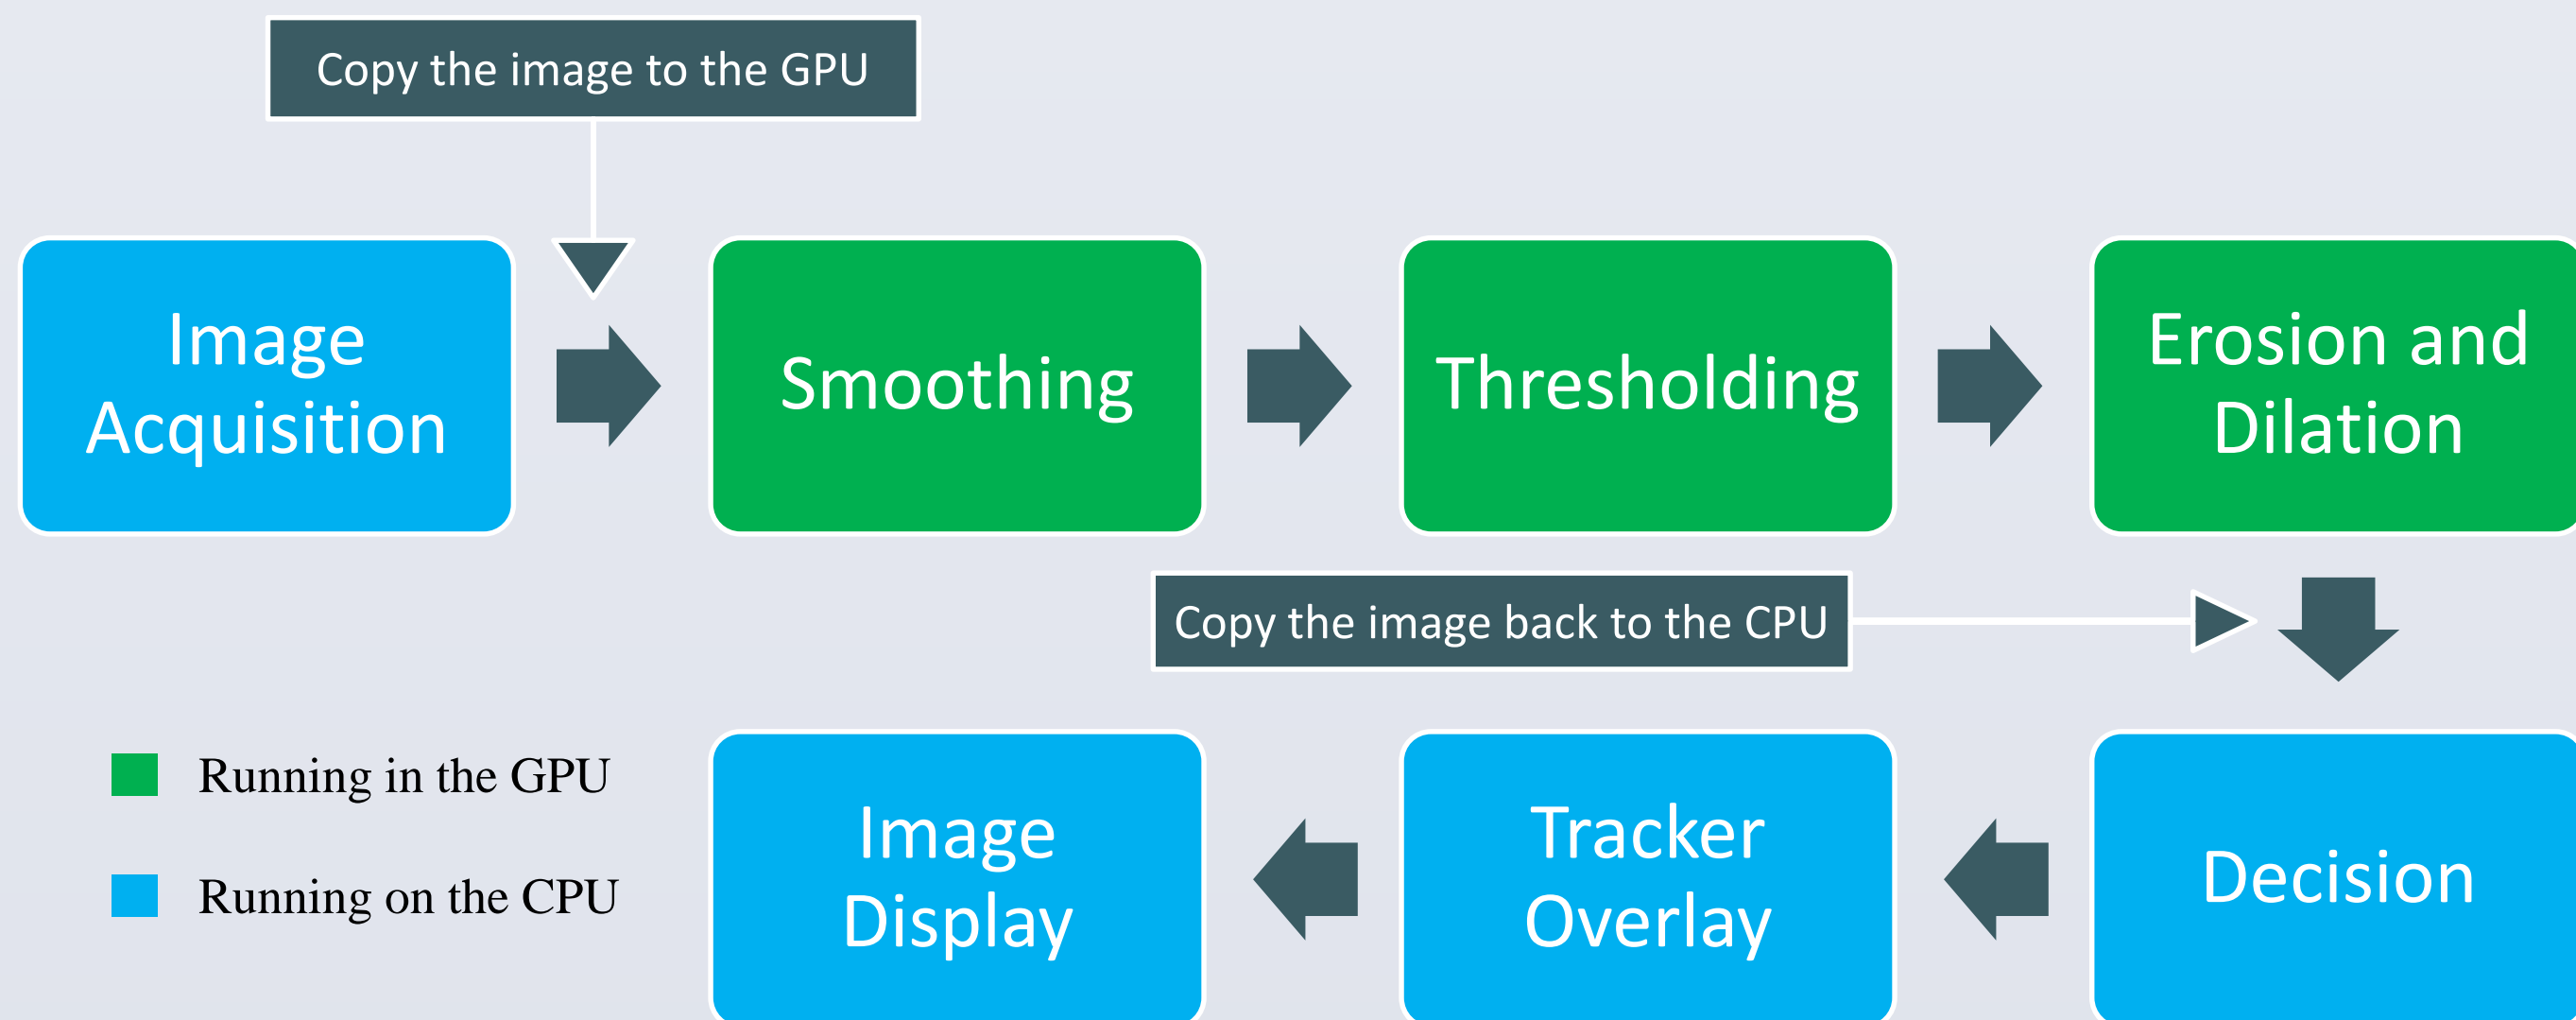 Copy the image to the GPU
Image
Acquisition
Smoothing
Thresholding
Erosion and
Dilation
Copy the image back to the CPU
Running in the GPU
Running on the CPU
Image
Display
Tracker
Overlay
Decision